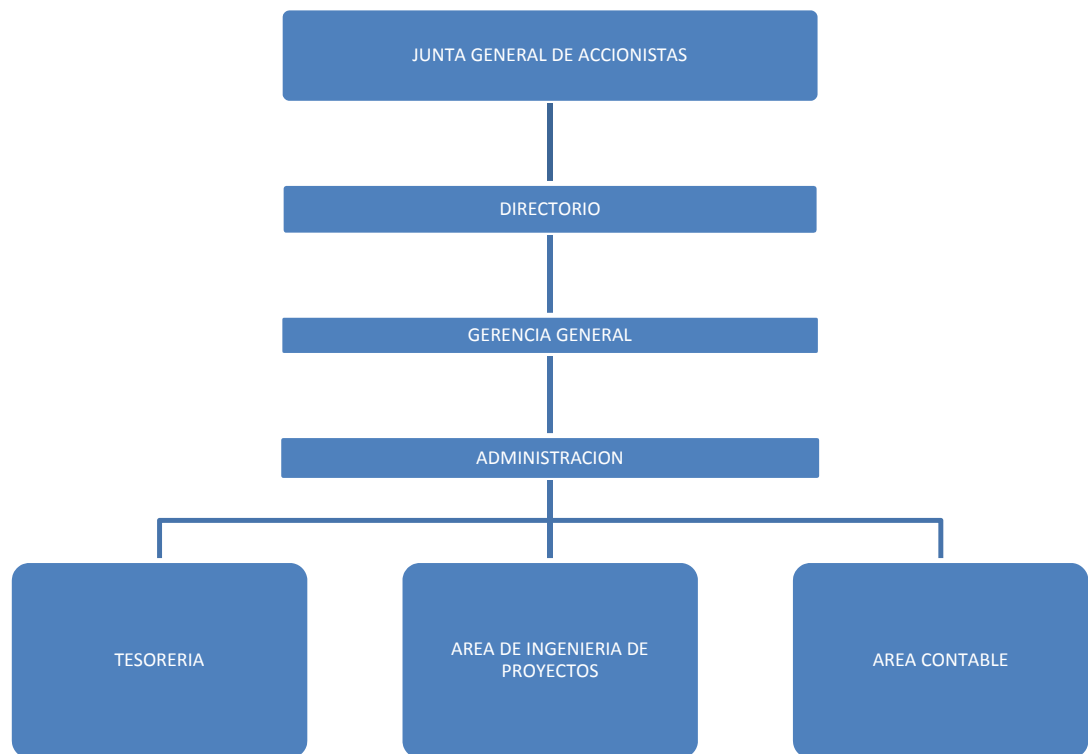 JUNTA GENERAL DE ACCIONISTAS
DIRECTORIO
GERENCIA GENERAL
ADMINISTRACION
TESORERIA
AREA DE INGENIERIA DE
PROYECTOS
AREA CONTABLE